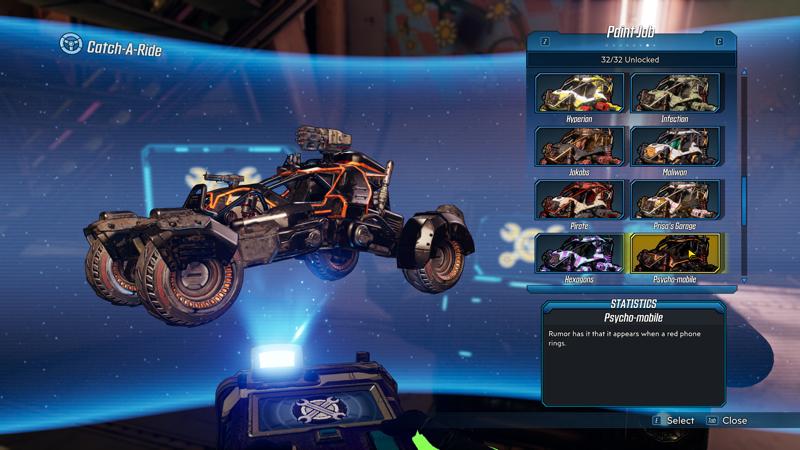 Catch-A-Ride
Paint Job
32/32 Unlocked
Hyperion
Infection
Jakobs
Maliwan
Pirate
Prisa's Garage
Hexagons
Psycho-mobile
STATISTICS
Psycho-mobile
Rumor has it that it appears when a red phone
rings.
E Select
Tab Close